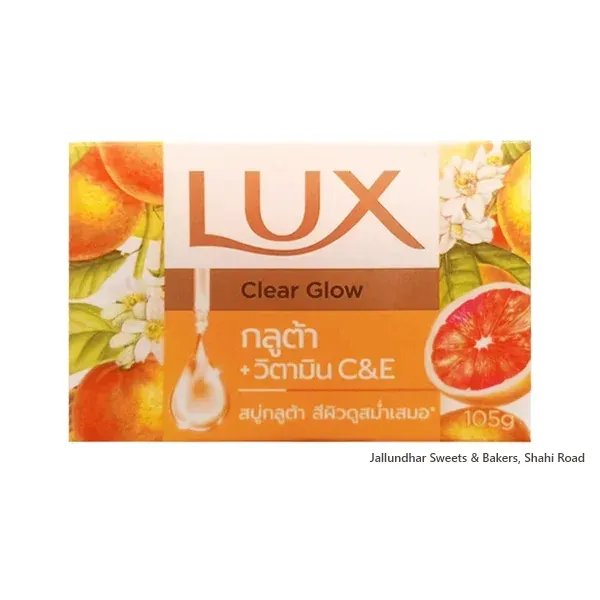 LUX
Clear Glow
กลูต้า
+วิตามิน C&E
สบู่กลูต้า สีผิวดูสม่ำเสมอ*
105g
Jallundhar Sweets & Bakers, Shahi Road